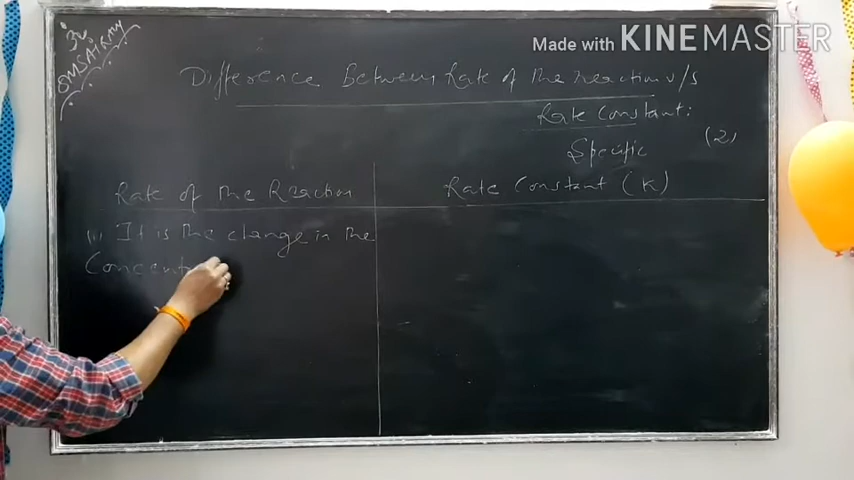 Made with KINEMASTER
Difference Between Rate of the reaction v/s
Rate Constant:
Specific (2)
Rate of the Reaction
Rate Constant (K)
(1) It is the change in the
Concent